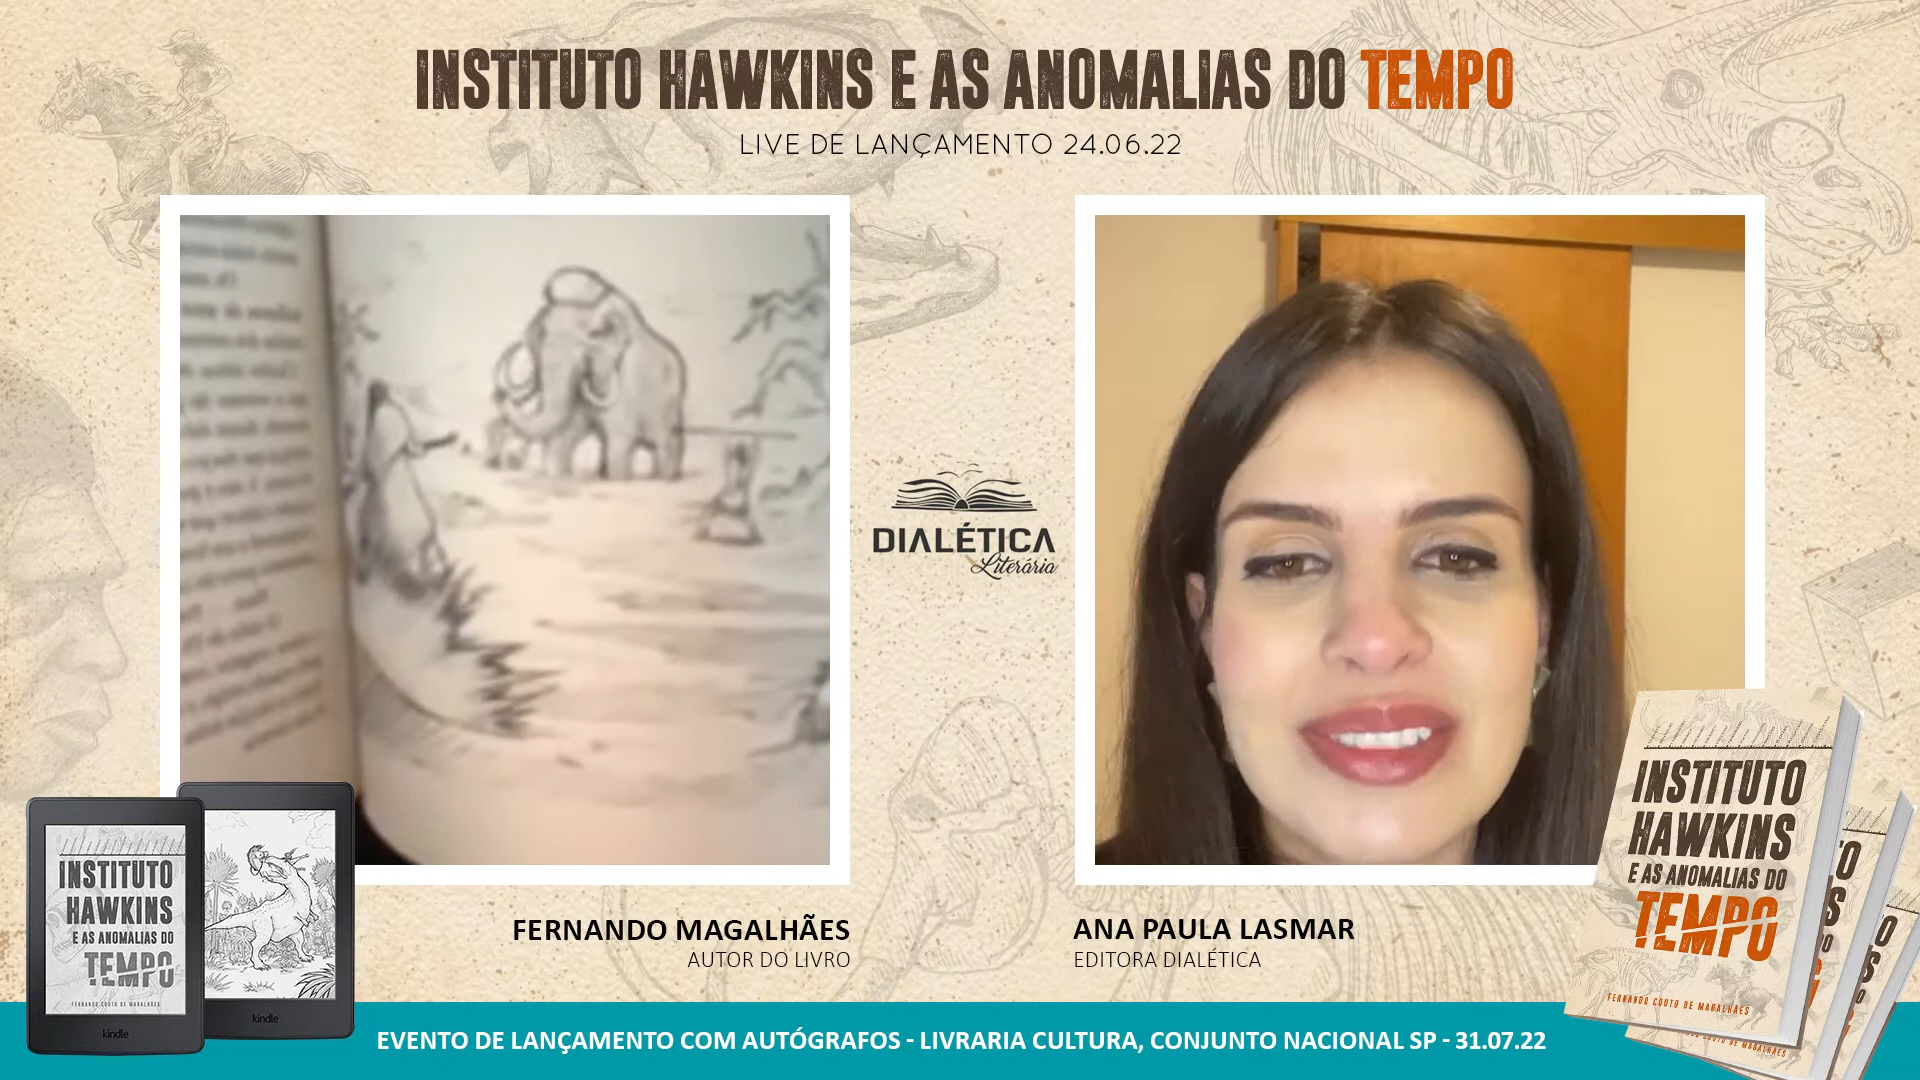 INSTITUTO HAWKINS E AS ANOMALIAS DO TEMPO
LIVE DE LANÇAMENTO 24.06.22
DIALÉTICA
Literária
FERNANDO MAGALHÃES
AUTOR DO LIVRO
ANA PAULA LASMAR
EDITORA DIALÉTICA
INSTITUTO
HAWKINS
E AS ANOMALIAS DO
TEMPO
FERNANDO COUTO DE MAGALHÃES
kindle
kindle
INSTITUTO
HAWKINS
E AS ANOMALIAS DO
TEMPO
FERNANDO COUTO DE MAGALHÃES
EVENTO DE LANÇAMENTO COM AUTÓGRAFOS - LIVRARIA CULTURA, CONJUNTO NACIONAL SP - 31.07.22